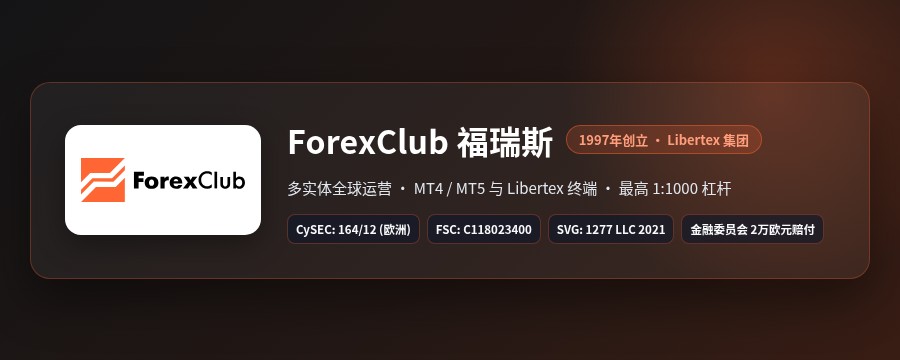 ForexClub
ForexClub 福瑞斯
1997年创立 · Libertex 集团
多实体全球运营 · MT4 / MT5 与 Libertex 终端 · 最高 1:1000 杠杆
CySEC: 164/12 (欧洲)
FSC: C118023400
SVG: 1277 LLC 2021
金融委员会 2万欧元赔付